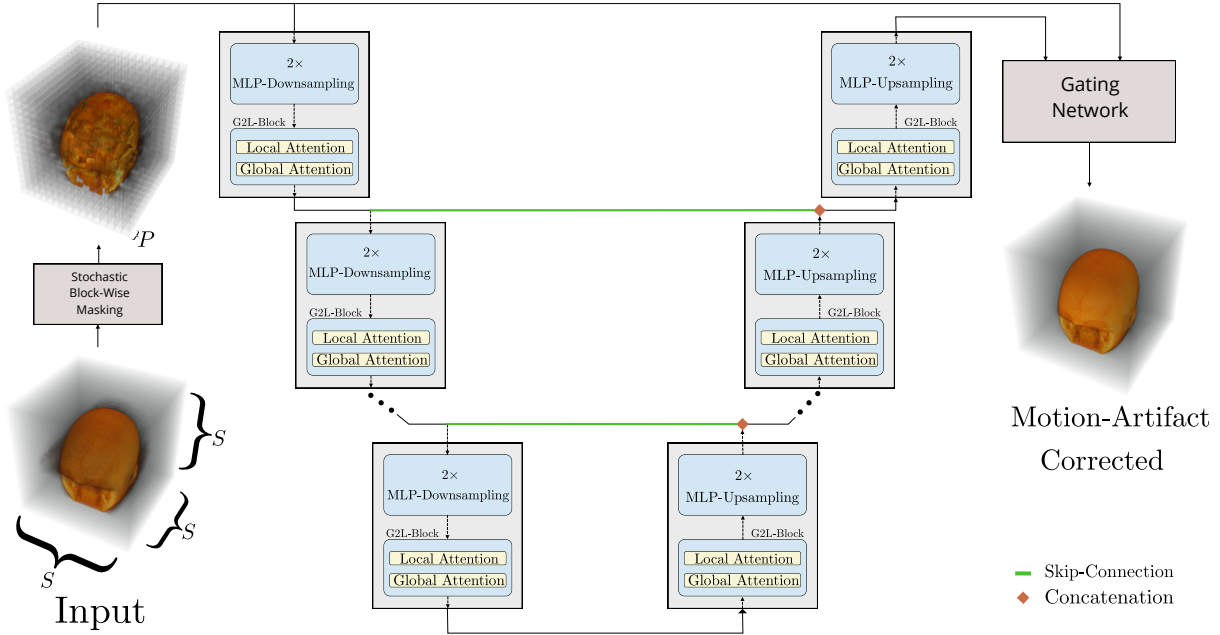 P
Stochastic
Block-Wise
Masking
S
S
S
Input
2×
MLP-Downsampling
G2L-Block
Local Attention
Global Attention
2×
MLP-Downsampling
G2L-Block
Local Attention
Global Attention
2×
MLP-Downsampling
G2L-Block
Local Attention
Global Attention
2×
MLP-Upsampling
G2L-Block
Local Attention
Global Attention
2×
MLP-Upsampling
G2L-Block
Local Attention
Global Attention
2×
MLP-Upsampling
G2L-Block
Local Attention
Global Attention
Gating
Network
Motion-Artifact
Corrected
Skip-Connection
Concatenation